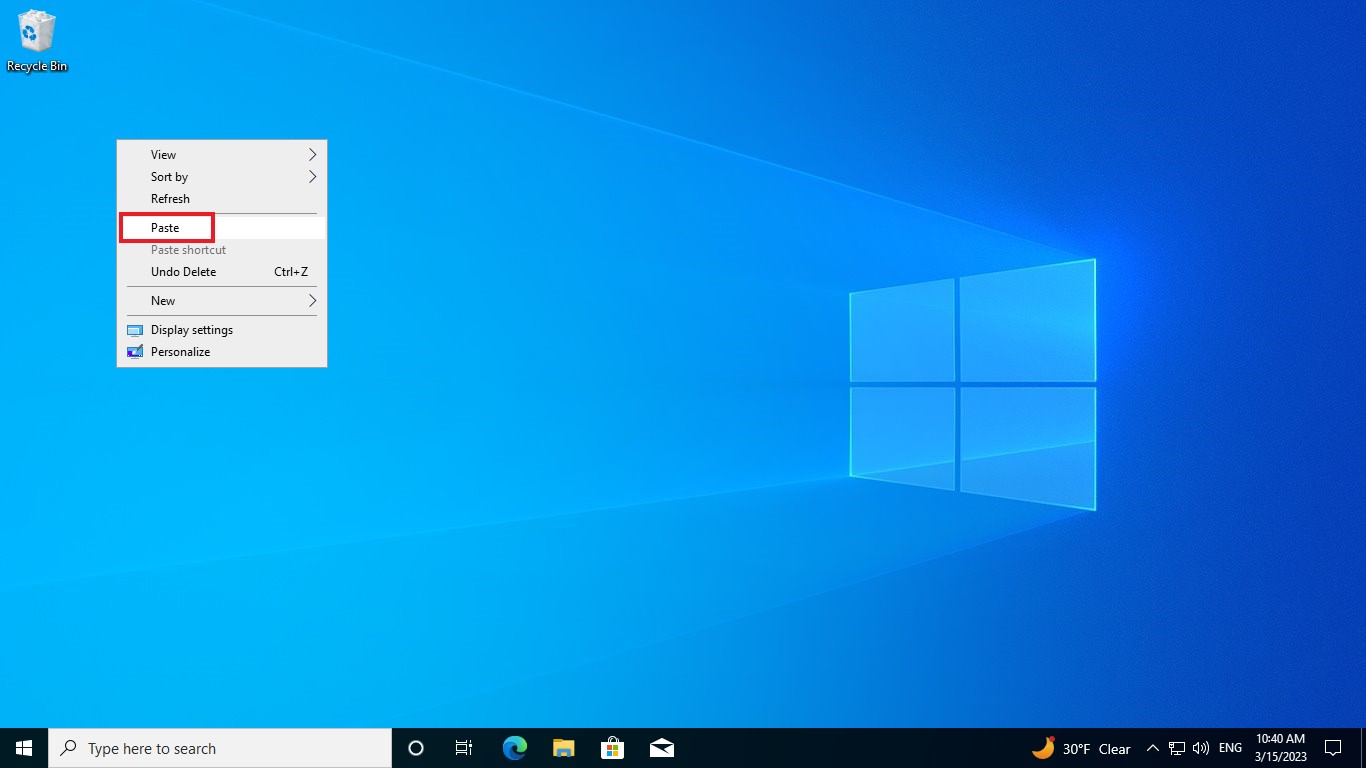 Recycle Bin
View
Sort by
Refresh
Paste
Paste shortcut
Undo Delete Ctrl+Z
New
Display settings
Personalize
Type here to search
30°F Clear
ENG
10:40 AM
3/15/2023